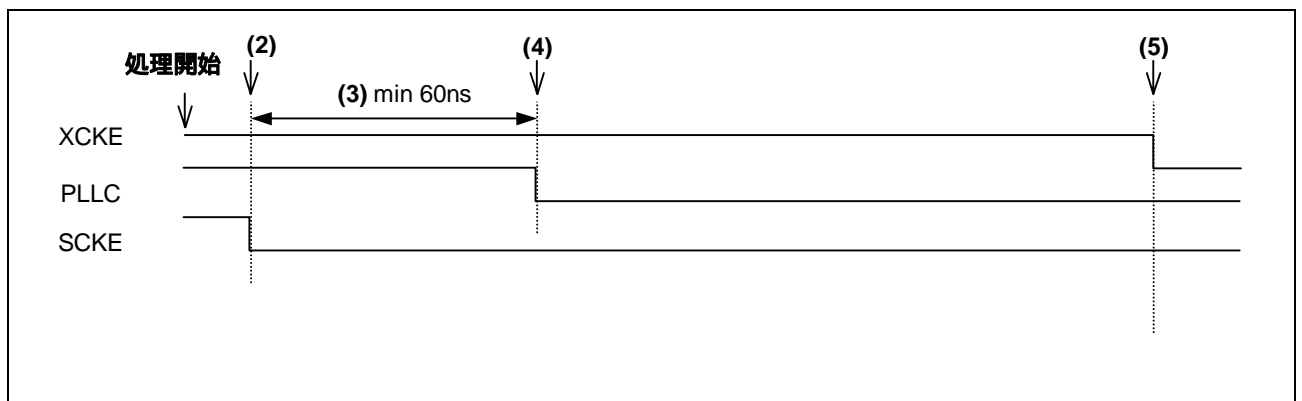 (2)
(4)
(5)
処理開始
(3) min 60ns
XCKE
PLLC
SCKE